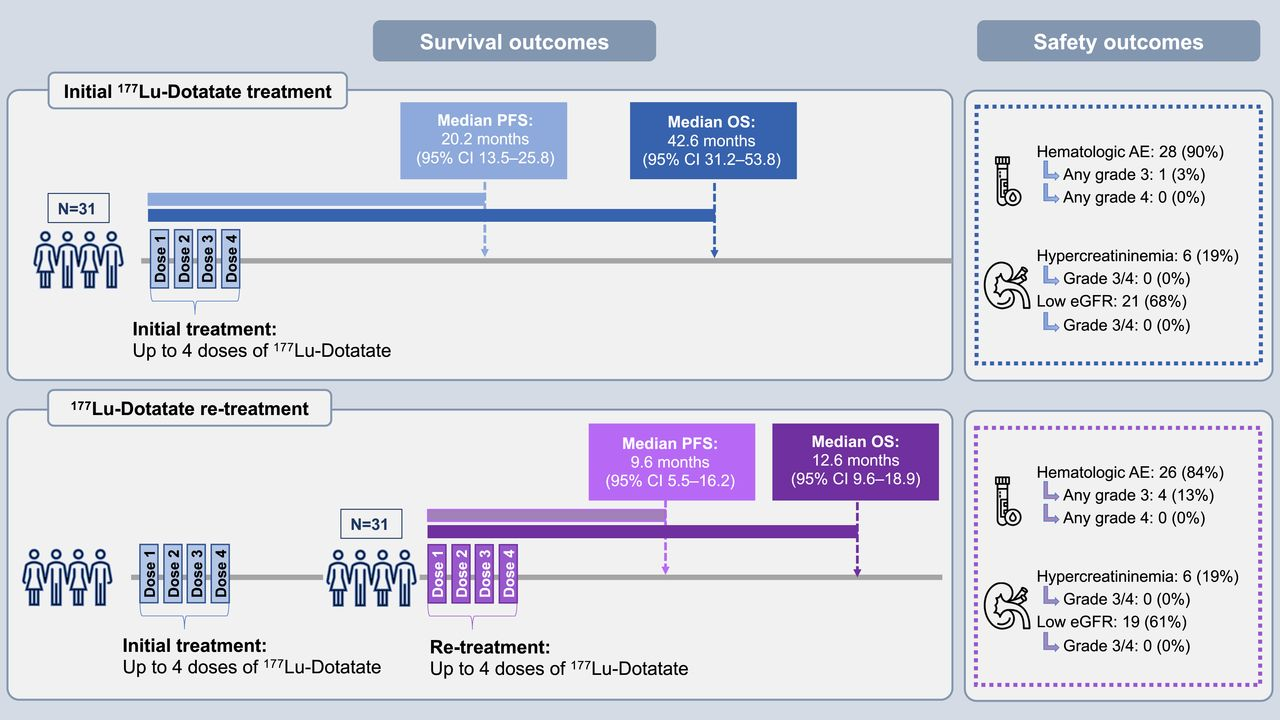 Survival outcomes
Safety outcomes
Initial ¹⁷⁷Lu-Dotatate treatment
Median PFS:
20.2 months
(95% CI 13.5–25.8)
Median OS:
42.6 months
(95% CI 31.2–53.8)
N=31
Dose 1
Dose 2
Dose 3
Dose 4
Initial treatment:
Up to 4 doses of ¹⁷⁷Lu-Dotatate
Hematologic AE: 28 (90%)
Any grade 3: 1 (3%)
Any grade 4: 0 (0%)
Hypercreatininemia: 6 (19%)
Grade 3/4: 0 (0%)
Low eGFR: 21 (68%)
Grade 3/4: 0 (0%)
¹⁷⁷Lu-Dotatate re-treatment
Median PFS:
9.6 months
(95% CI 5.5–16.2)
Median OS:
12.6 months
(95% CI 9.6–18.9)
N=31
Dose 1
Dose 2
Dose 3
Dose 4
Dose 1
Dose 2
Dose 3
Dose 4
Initial treatment:
Up to 4 doses of ¹⁷⁷Lu-Dotatate
Re-treatment:
Up to 4 doses of ¹⁷⁷Lu-Dotatate
Hematologic AE: 26 (84%)
Any grade 3: 4 (13%)
Any grade 4: 0 (0%)
Hypercreatininemia: 6 (19%)
Grade 3/4: 0 (0%)
Low eGFR: 19 (61%)
Grade 3/4: 0 (0%)